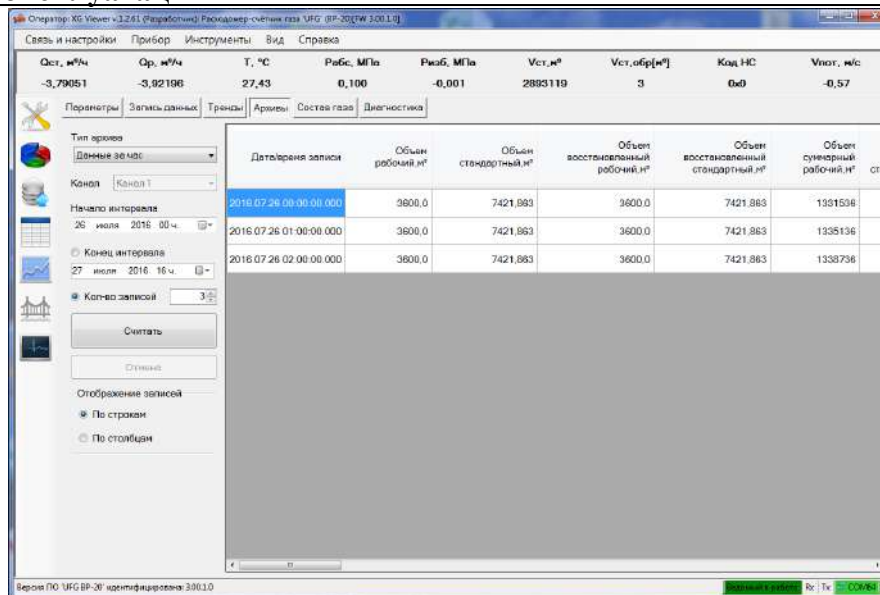 Оператор: XG Viewer v.1.2.61 (Разработчик) Расходомер-счётчик газа 'UFG' (BP-20)[FW 3.00.1.0]
Связь и настройки Прибор Инструменты Вид Справка
Qст, м³/ч Qр, м³/ч T, °C Pабс, МПа Pизб, МПа Vст,м³ Vст,обр[м³] Код НС Vпот, м/с
-3,79051 -3,92196 27,43 0,100 -0,001 2893119 3 0x0 -0,57
Параметры Запись данных Тренды Архивы Состав газа Диагностика
Тип архива
Данные за час
Канал Канал 1
Начало интервала
26 июля 2016 00 ч.
Конец интервала
27 июля 2016 16 ч.
Кол-во записей 3
Считать
Отмена
Отображение записей
По строкам
По столбцам
Дата/время записи Объем рабочий,м³ Объем стандартный,м³ Объем восстановленный рабочий,м³ Объем восстановленный стандартный,м³ Объем суммарный рабочий,м³
2016.07.26 00:00:00.000 3600,0 7421,863 3600,0 7421,863 1331536
2016.07.26 01:00:00.000 3600,0 7421,863 3600,0 7421,863 1335136
2016.07.26 02:00:00.000 3600,0 7421,863 3600,0 7421,863 1338736
Версия ПО 'UFG BP-20' идентифицирована: 3.00.1.0
Rx Tx COM64